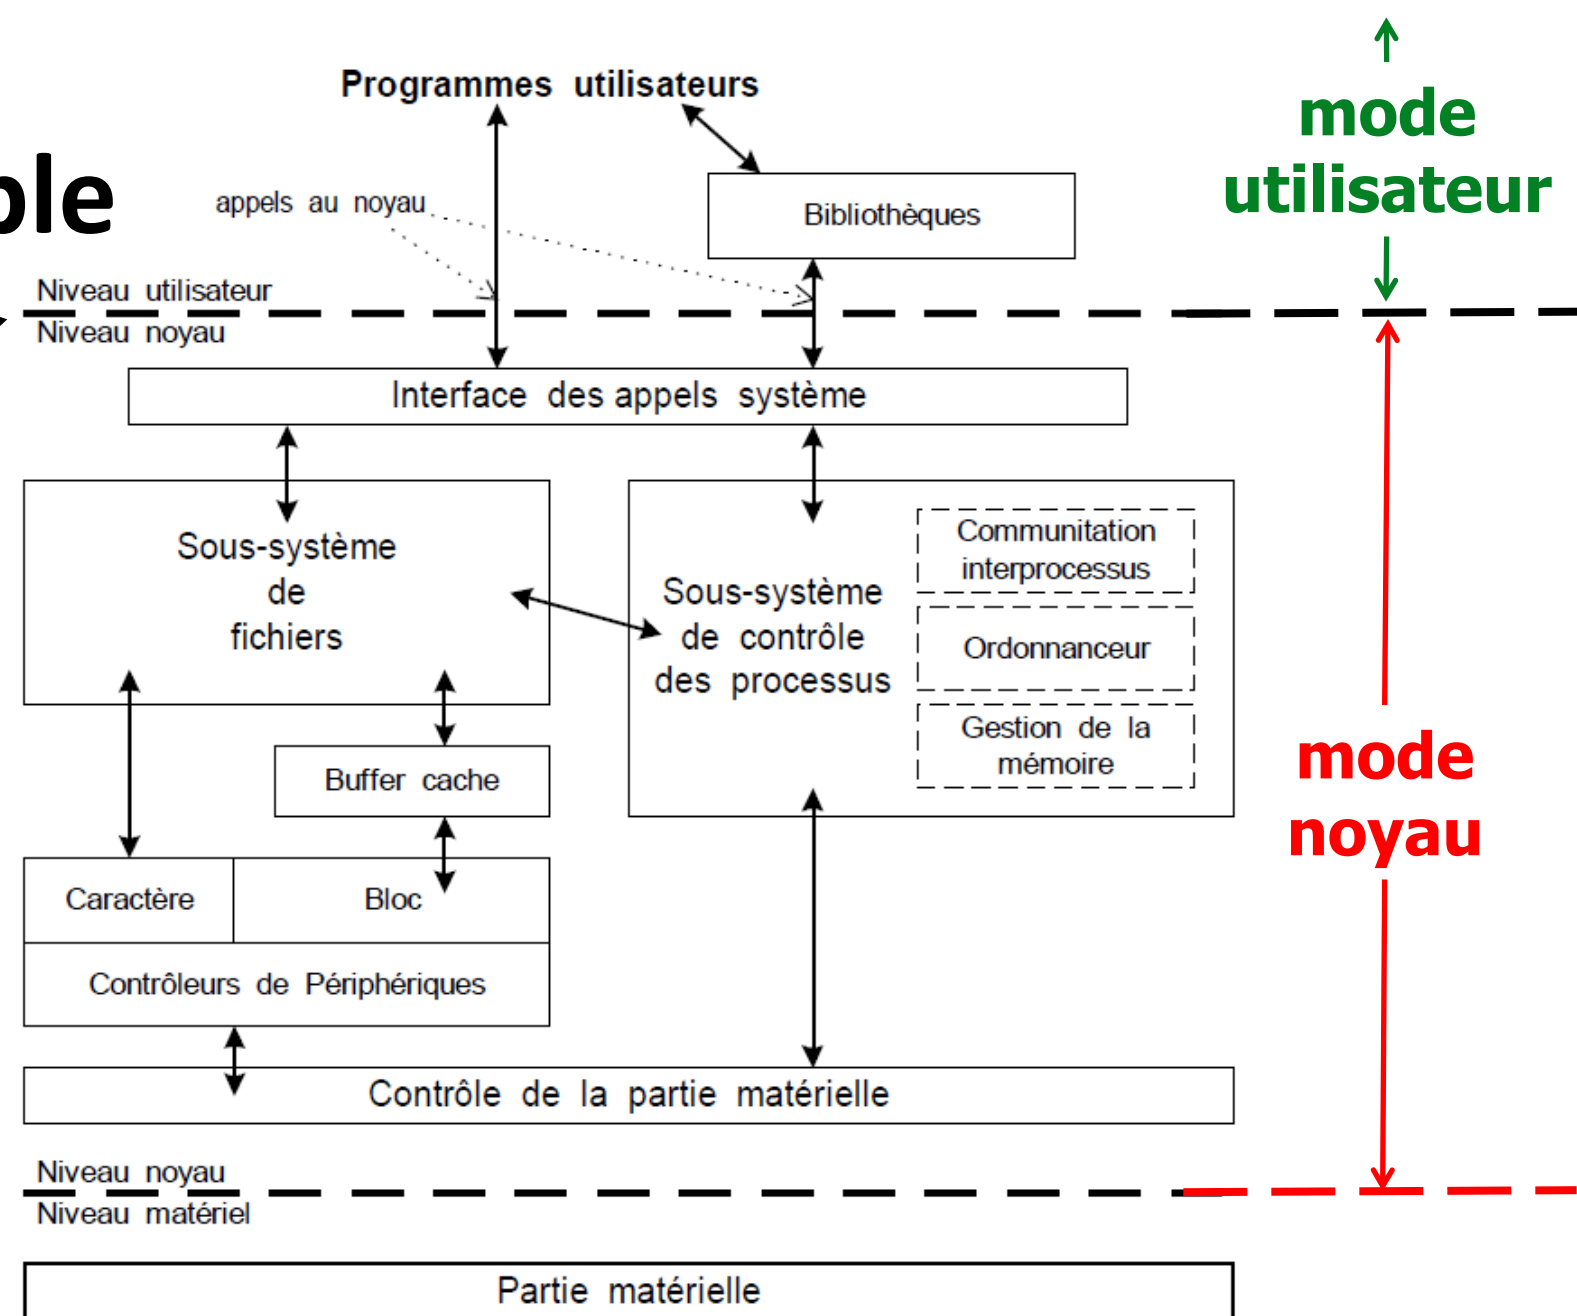 Programmes utilisateurs
mode
utilisateur
ple
appels au noyau
Bibliothèques
Niveau utilisateur
Niveau noyau
Interface des appels système
Sous-système
de
fichiers
Sous-système
de contrôle
des processus
Communitation
interprocessus
Ordonnanceur
Gestion de la
mémoire
mode
noyau
Buffer cache
Caractère
Bloc
Contrôleurs de Périphériques
Contrôle de la partie matérielle
Niveau noyau
Niveau matériel
Partie matérielle